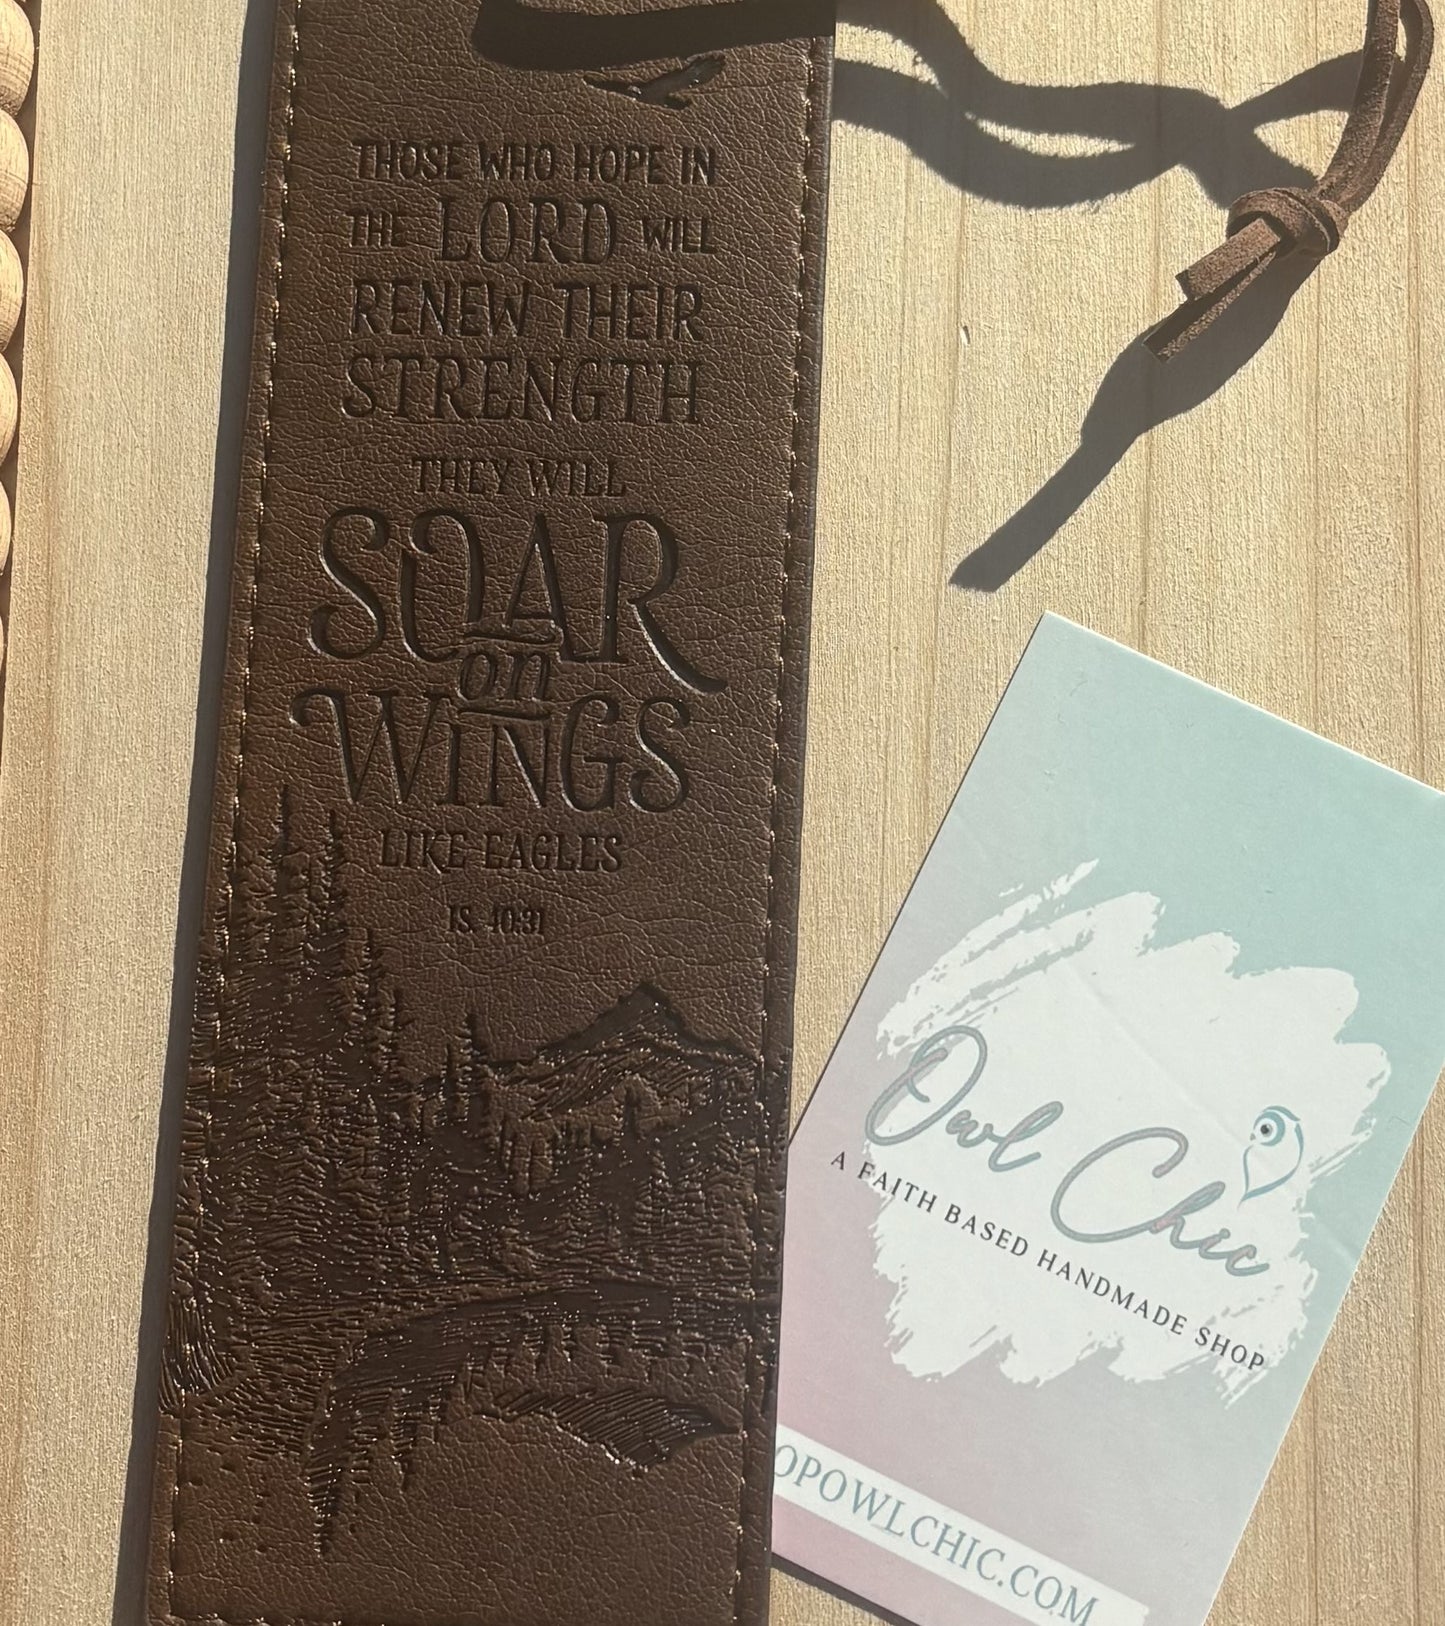 THOSE WHO HOPE IN
THE LORD WILL
RENEW THEIR
STRENGTH
THEY WILL
SOAR
on
WINGS
LIKE EAGLES
IS. 40:31
Owl Chic
A FAITH BASED HANDMADE SHOP
OPOWLCHIC.COM